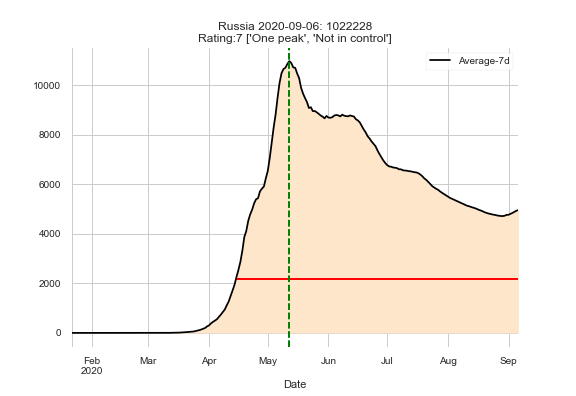 Russia 2020-09-06: 1022228
Rating:7 ['One peak', 'Not in control']
Average-7d
10000
8000
6000
4000
2000
0
Feb
2020
Mar
Apr
May
Jun
Jul
Aug
Sep
Date